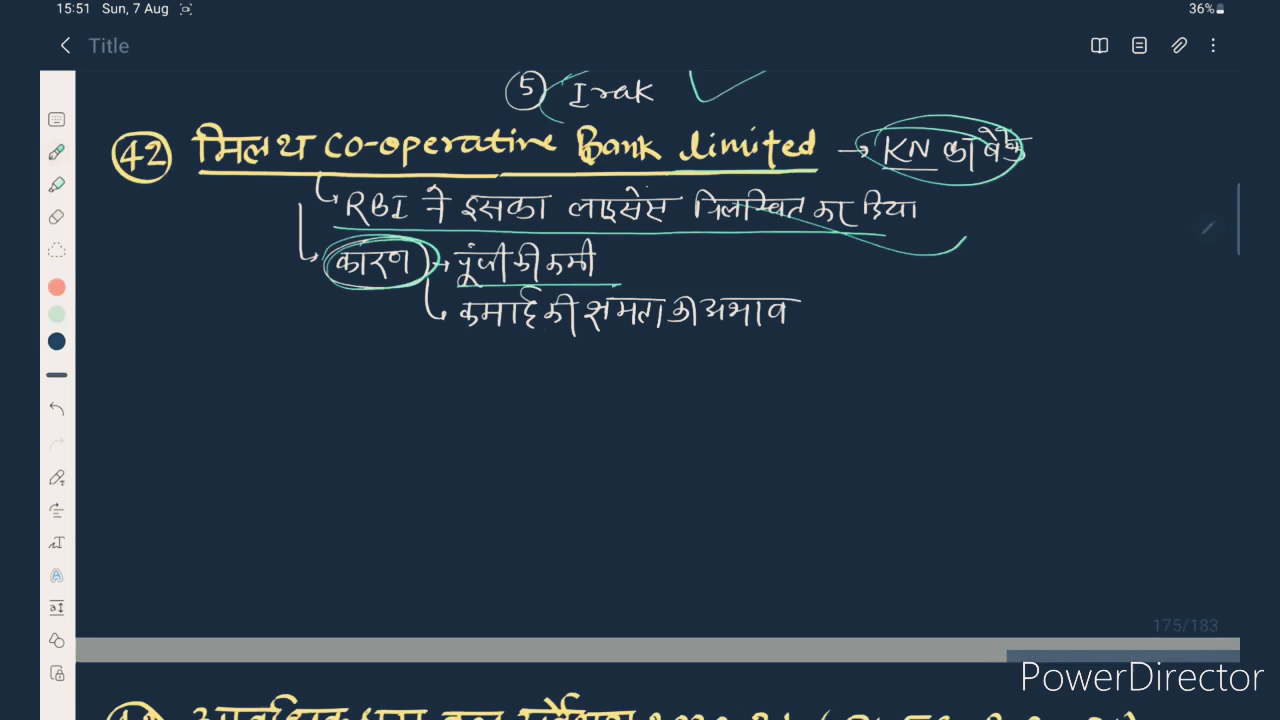 15:51 Sun, 7 Aug
36%
Title
5 Irak
42 मिलथ Co-operative Bank limited → KN का बैंक
RBI ने इसका लाइसेंस निलम्बित कर दिया
कारण → पूंजी की कमी
कमाई की क्षमता का अभाव
175/183
PowerDirector